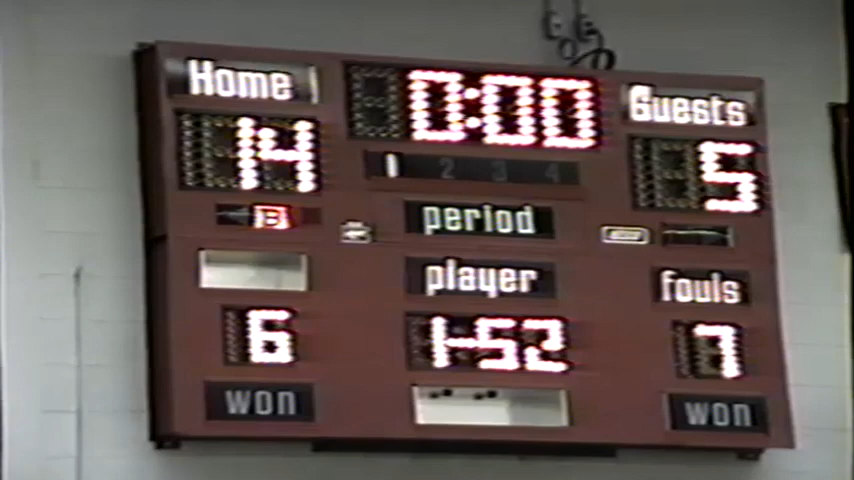 Home 0:00 Guests
14 1 2 3 4 5
B period
player fouls
6 1-52 7
won won